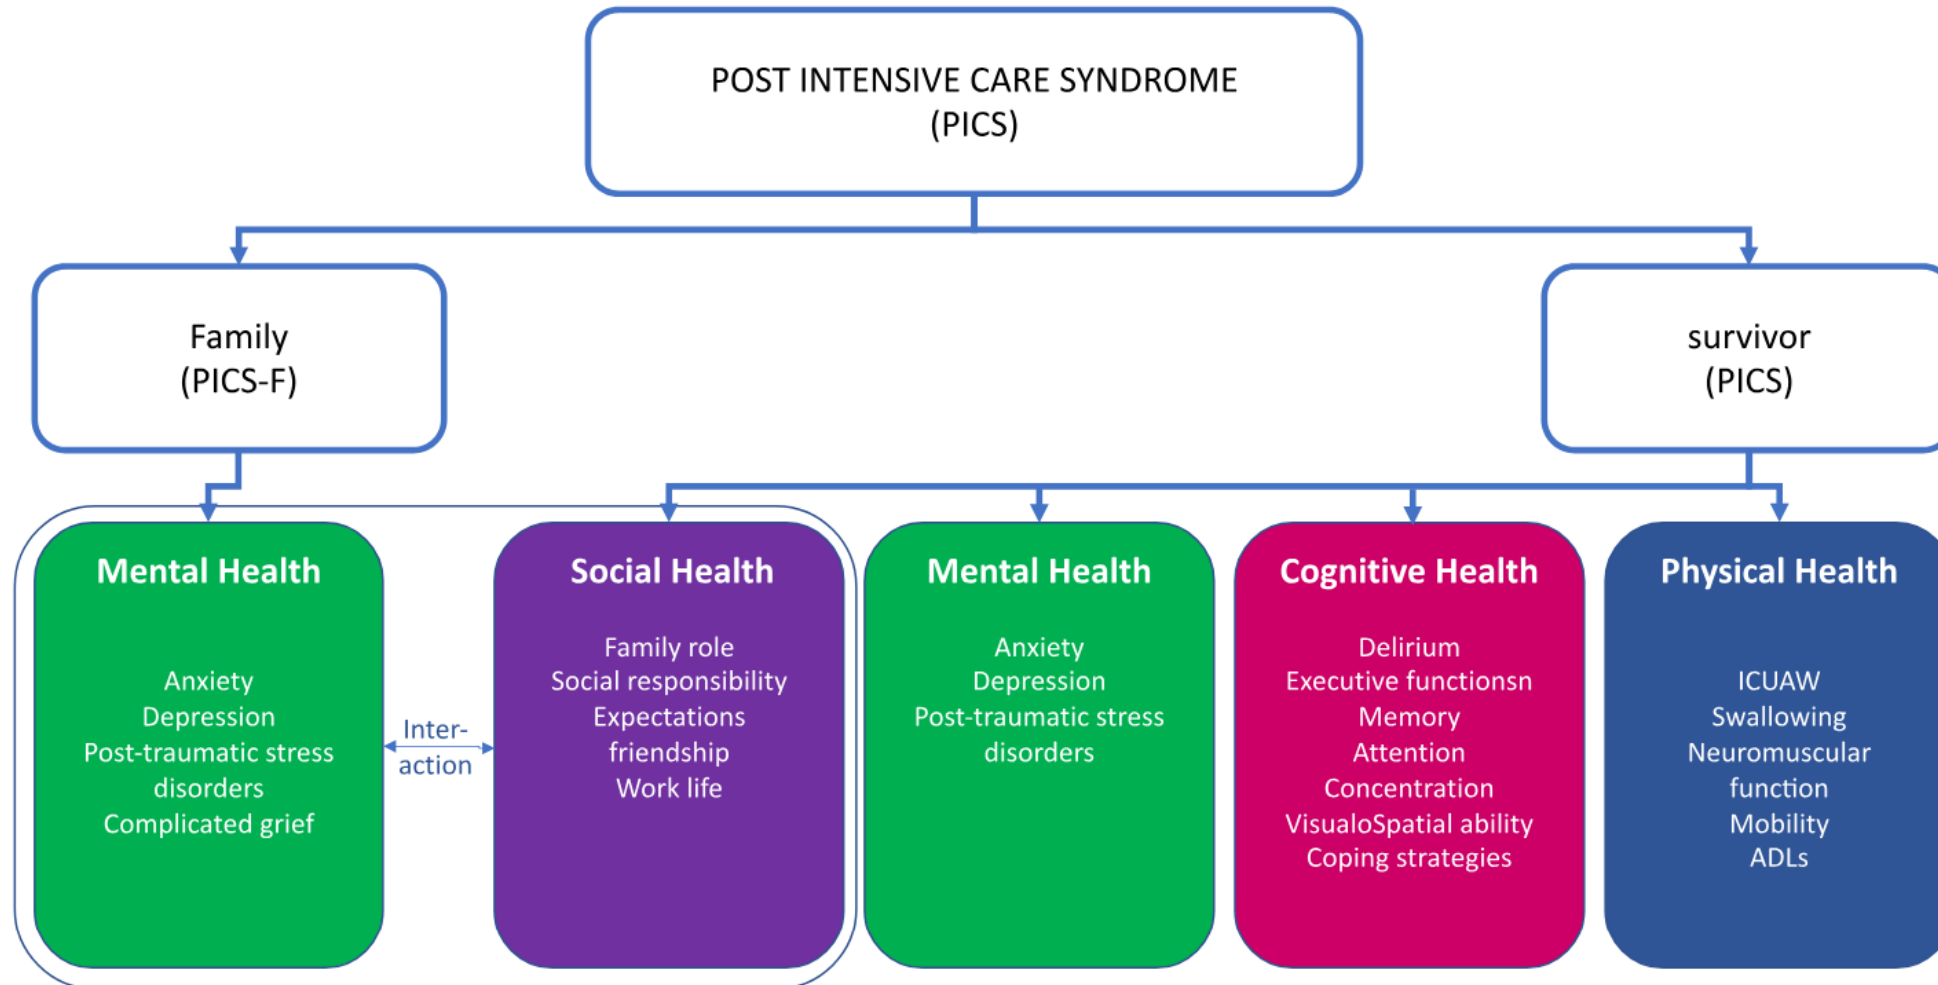 POST INTENSIVE CARE SYNDROME
(PICS)
Family
(PICS-F)
survivor
(PICS)
Mental Health
Anxiety
Depression
Post-traumatic stress
disorders
Complicated grief
Inter-
action
Social Health
Family role
Social responsibility
Expectations
friendship
Work life
Mental Health
Anxiety
Depression
Post-traumatic stress
disorders
Cognitive Health
Delirium
Executive functionsn
Memory
Attention
Concentration
VisualoSpatial ability
Coping strategies
Physical Health
ICUAW
Swallowing
Neuromuscular
function
Mobility
ADLs